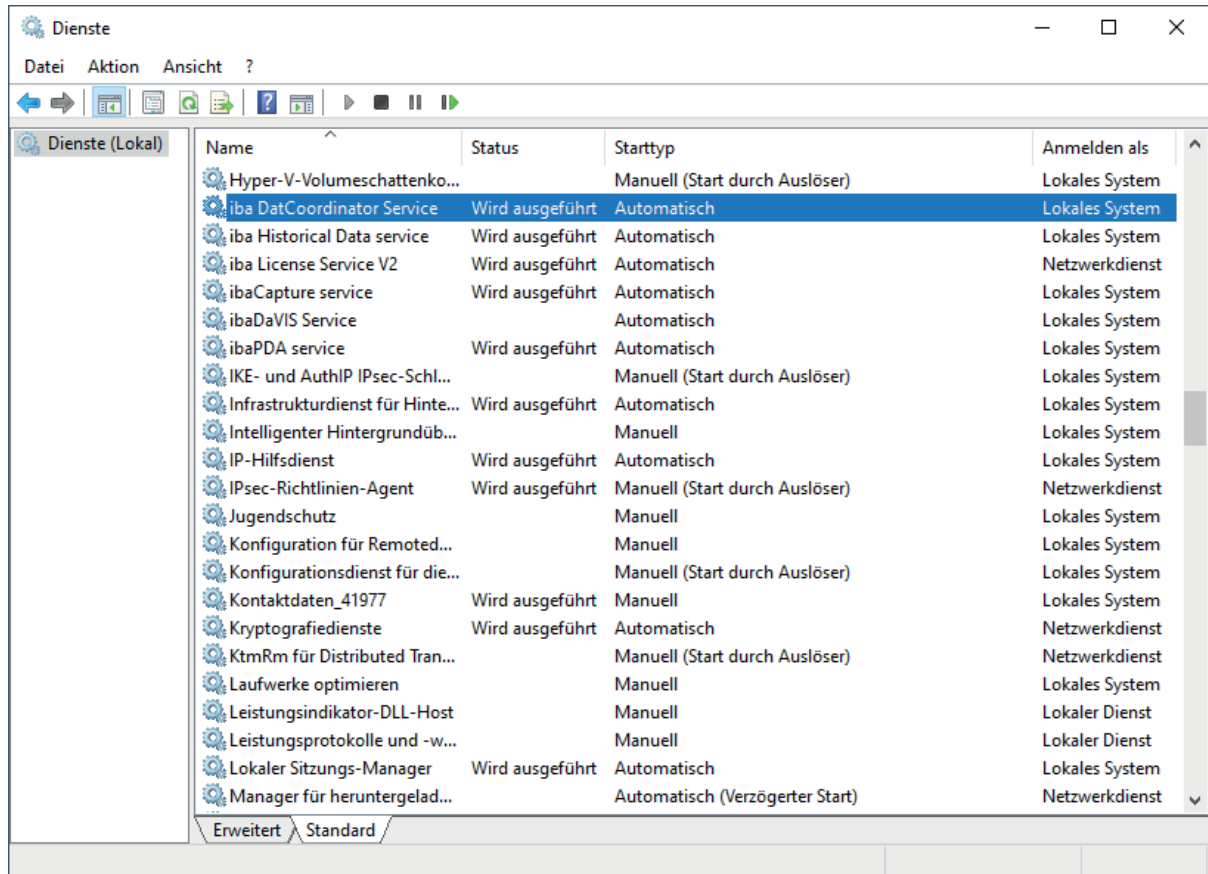 Dienste
Datei Aktion Ansicht ?
Dienste (Lokal)
Name Status Starttyp Anmelden als
Hyper-V-Volumeschattenko... Manuell (Start durch Auslöser) Lokales System
iba DatCoordinator Service Wird ausgeführt Automatisch Lokales System
iba Historical Data service Wird ausgeführt Automatisch Lokales System
iba License Service V2 Wird ausgeführt Automatisch Netzwerkdienst
ibaCapture service Wird ausgeführt Automatisch Lokales System
ibaDaVIS Service Automatisch Lokales System
ibaPDA service Wird ausgeführt Automatisch Lokales System
IKE- und AuthIP IPsec-Schl... Manuell (Start durch Auslöser) Lokales System
Infrastrukturdienst für Hinte... Wird ausgeführt Automatisch Lokales System
Intelligenter Hintergrundüb... Manuell Lokales System
IP-Hilfsdienst Wird ausgeführt Automatisch Lokales System
IPsec-Richtlinien-Agent Wird ausgeführt Manuell (Start durch Auslöser) Netzwerkdienst
Jugendschutz Manuell Lokales System
Konfiguration für Remoted... Manuell Lokales System
Konfigurationsdienst für die... Manuell (Start durch Auslöser) Lokales System
Kontaktdaten_41977 Wird ausgeführt Manuell Lokales System
Kryptografiedienste Wird ausgeführt Automatisch Netzwerkdienst
KtmRm für Distributed Tran... Manuell (Start durch Auslöser) Netzwerkdienst
Laufwerke optimieren Manuell Lokales System
Leistungsindikator-DLL-Host Manuell Lokaler Dienst
Leistungsprotokolle und -w... Manuell Lokaler Dienst
Lokaler Sitzungs-Manager Wird ausgeführt Automatisch Lokales System
Manager für heruntergelad... Automatisch (Verzögerter Start) Netzwerkdienst
Erweitert Standard